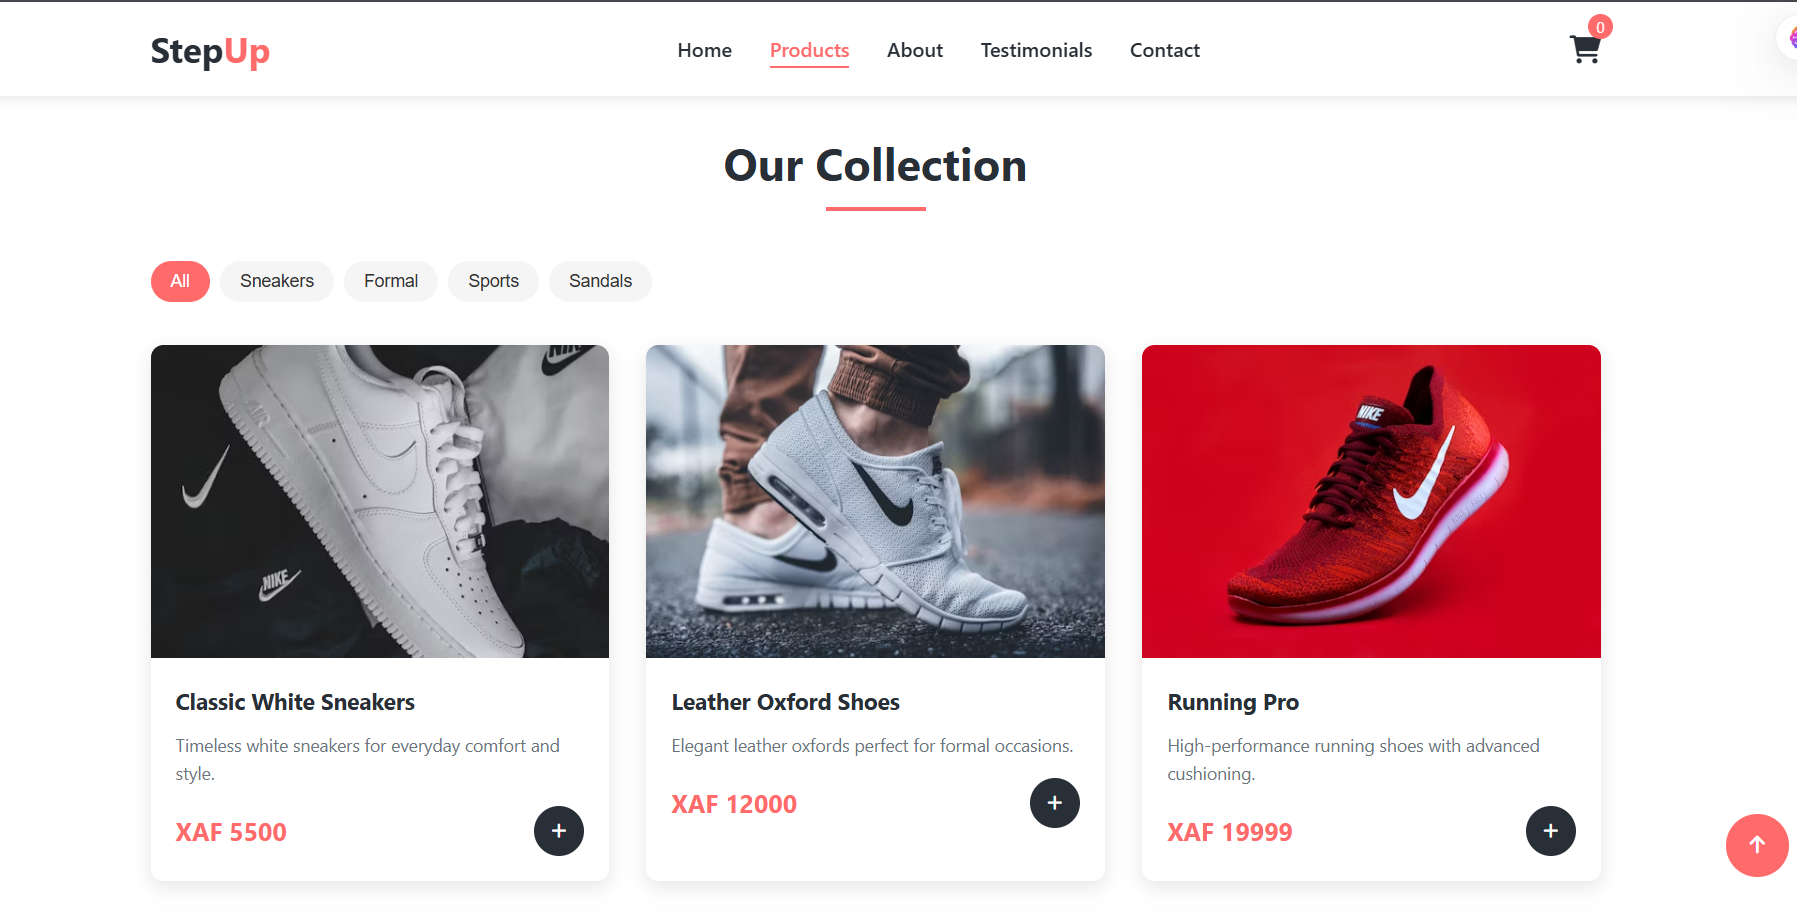 StepUp
Home Products About Testimonials Contact
0
Our Collection
All Sneakers Formal Sports Sandals
NIKE
AIR
NIKE
NIKE
Classic White Sneakers
Timeless white sneakers for everyday comfort and
style.
XAF 5500
+
Leather Oxford Shoes
Elegant leather oxfords perfect for formal occasions.
XAF 12000
+
Running Pro
High-performance running shoes with advanced
cushioning.
XAF 19999
+